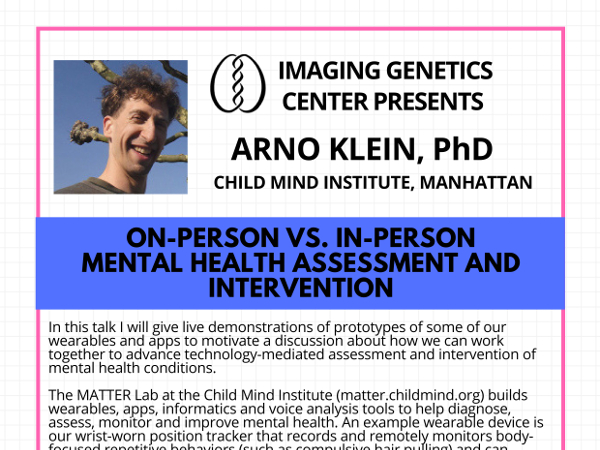 IMAGING GENETICS
CENTER PRESENTS
ARNO KLEIN, PhD
CHILD MIND INSTITUTE, MANHATTAN
ON-PERSON VS. IN-PERSON
MENTAL HEALTH ASSESSMENT AND
INTERVENTION
In this talk I will give live demonstrations of prototypes of some of our
wearables and apps to motivate a discussion about how we can work
together to advance technology-mediated assessment and intervention of
mental health conditions.
The MATTER Lab at the Child Mind Institute (matter.childmind.org) builds
wearables, apps, informatics and voice analysis tools to help diagnose,
assess, monitor and improve mental health. An example wearable device is
our wrist-worn position tracker that records and remotely monitors body-
focused repetitive behaviors (such as compulsive hair pulling) and can